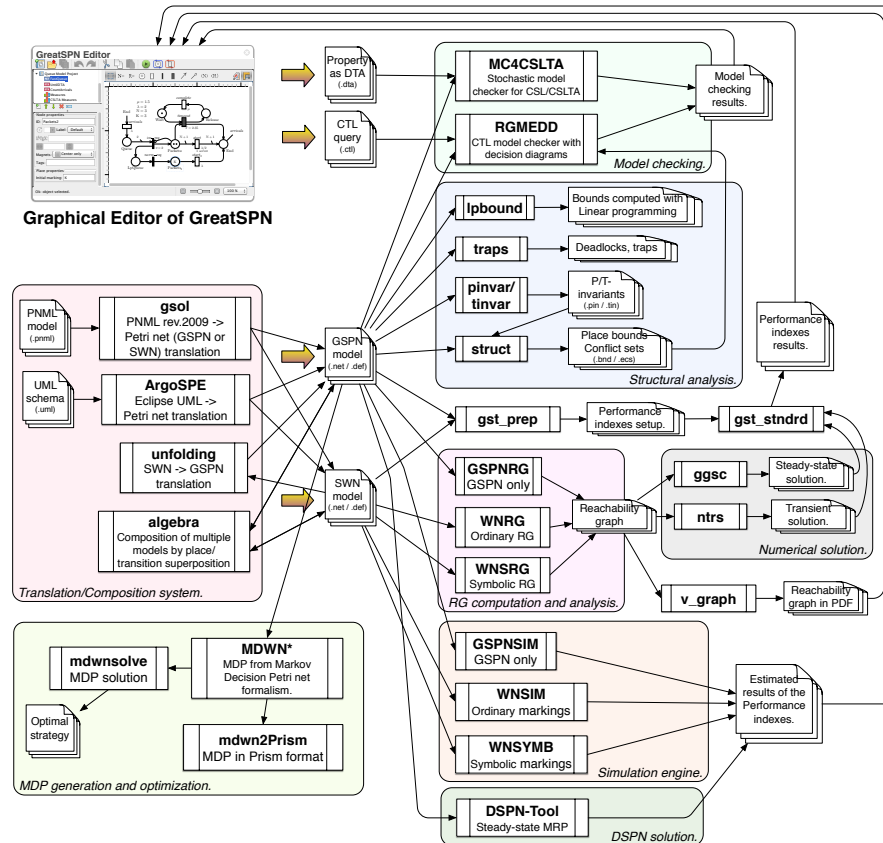 GreatSPN Editor
Graphical Editor of GreatSPN
Property
as DTA
(.dta)
CTL
query
(.ctl)
MC4CSLTA
Stochastic model
checker for CSL/CSLTA
RGMEDD
CTL model checker with
decision diagrams
Model checking.
Model
checking
results.
lpbound
Bounds computed with
Linear programming
traps
Deadlocks, traps
pinvar/
tinvar
P/T-
invariants
(.pin / .tin)
struct
Place bounds
Conflict sets
(.bnd / .ecs)
Structural analysis.
PNML
model
(.pnml)
gsol
PNML rev.2009 ->
Petri net (GSPN or
SWN) translation
UML
schema
(.uml)
ArgoSPE
Eclipse UML ->
Petri net translation
unfolding
SWN -> GSPN
translation
algebra
Composition of multiple
models by place/
transition superposition
Translation/Composition system.
GSPN
model
(.net / .def)
SWN
model
(.net / .def)
Performance
indexes
results.
gst_prep
Performance
indexes setup.
gst_stndrd
GSPNRG
GSPN only
WNRG
Ordinary RG
WNSRG
Symbolic RG
Reachability
graph
RG computation and analysis.
ggsc
Steady-state
solution.
ntrs
Transient
solution.
Numerical solution.
v_graph
Reachability
graph in PDF
mdwnsolve
MDP solution
MDWN*
MDP from Markov
Decision Petri net
formalism.
Optimal
strategy
mdwn2Prism
MDP in Prism format
MDP generation and optimization.
GSPNSIM
GSPN only
WNSIM
Ordinary markings
WNSYMB
Symbolic markings
Simulation engine.
Estimated
results of the
Performance
indexes.
DSPN-Tool
Steady-state MRP
DSPN solution.